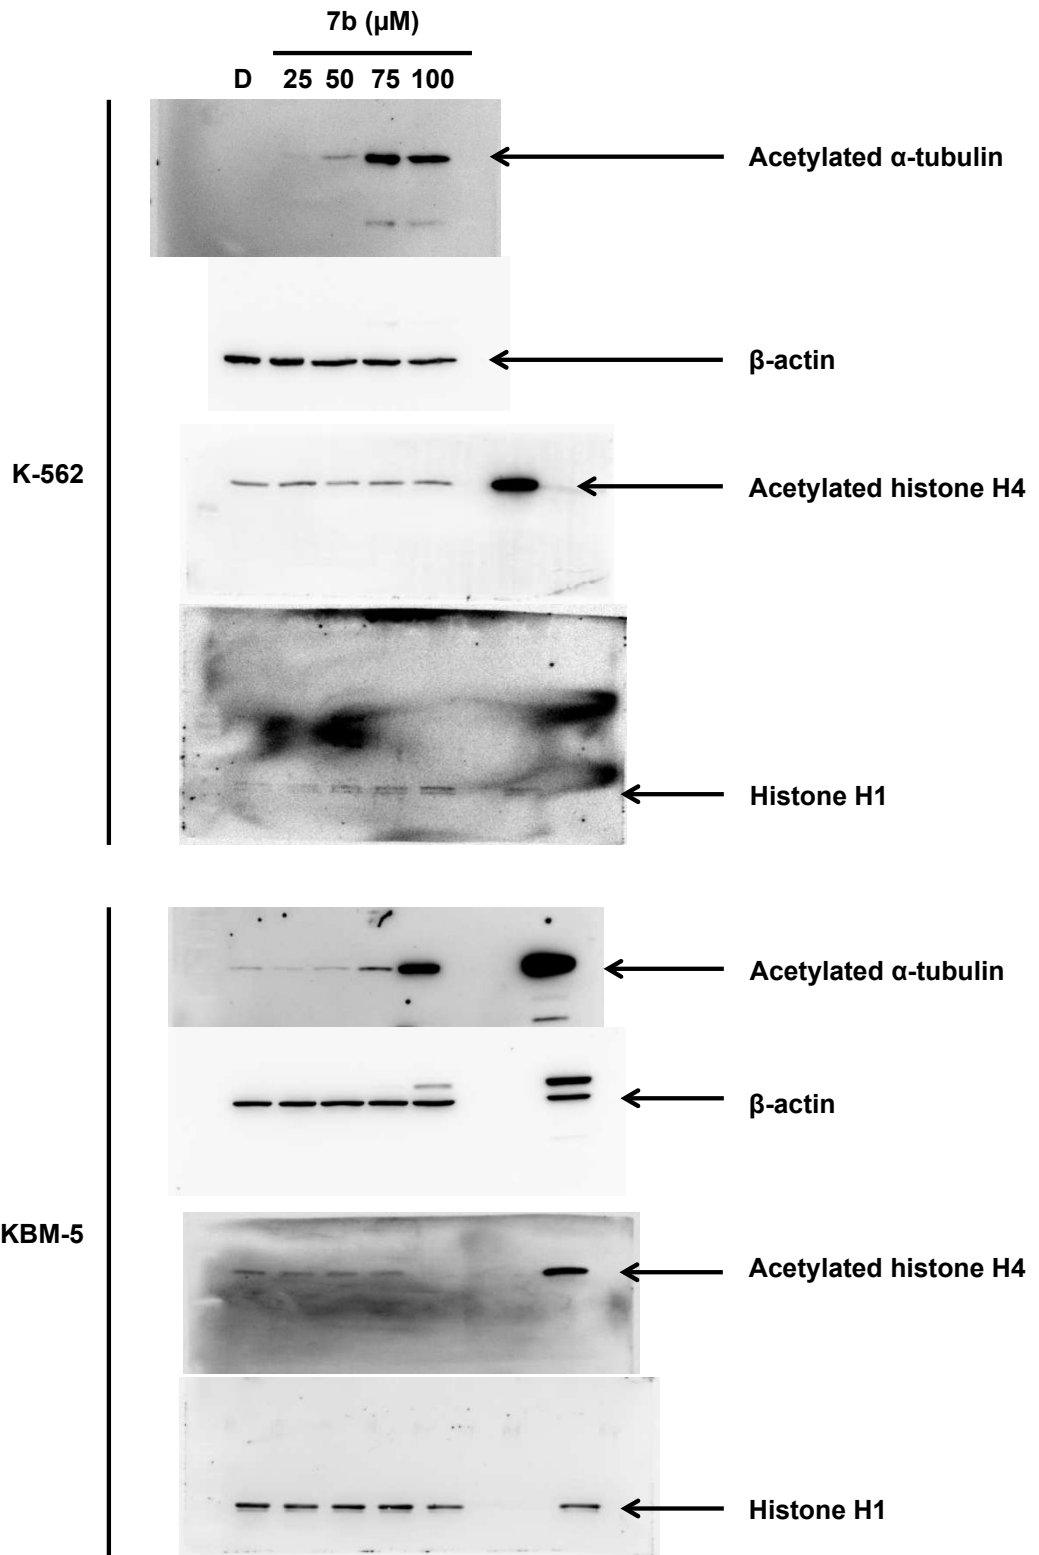 7b (µM)
D 25 50 75 100
Acetylated α-tubulin
β-actin
K-562
Acetylated histone H4
Histone H1
Acetylated α-tubulin
β-actin
KBM-5
Acetylated histone H4
Histone H1